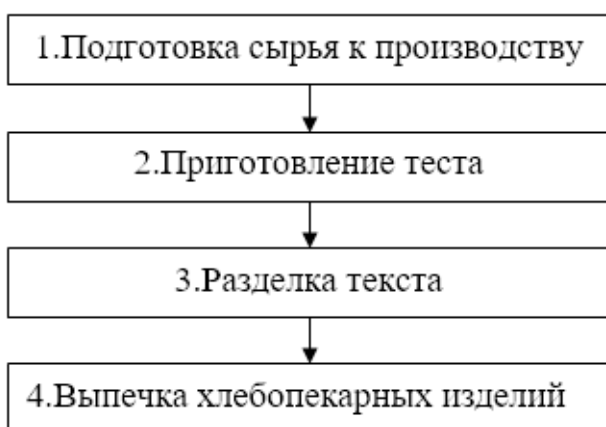 1.Подготовка сырья к производству
2.Приготовление теста
3.Разделка текста
4.Выпечка хлебопекарных изделий